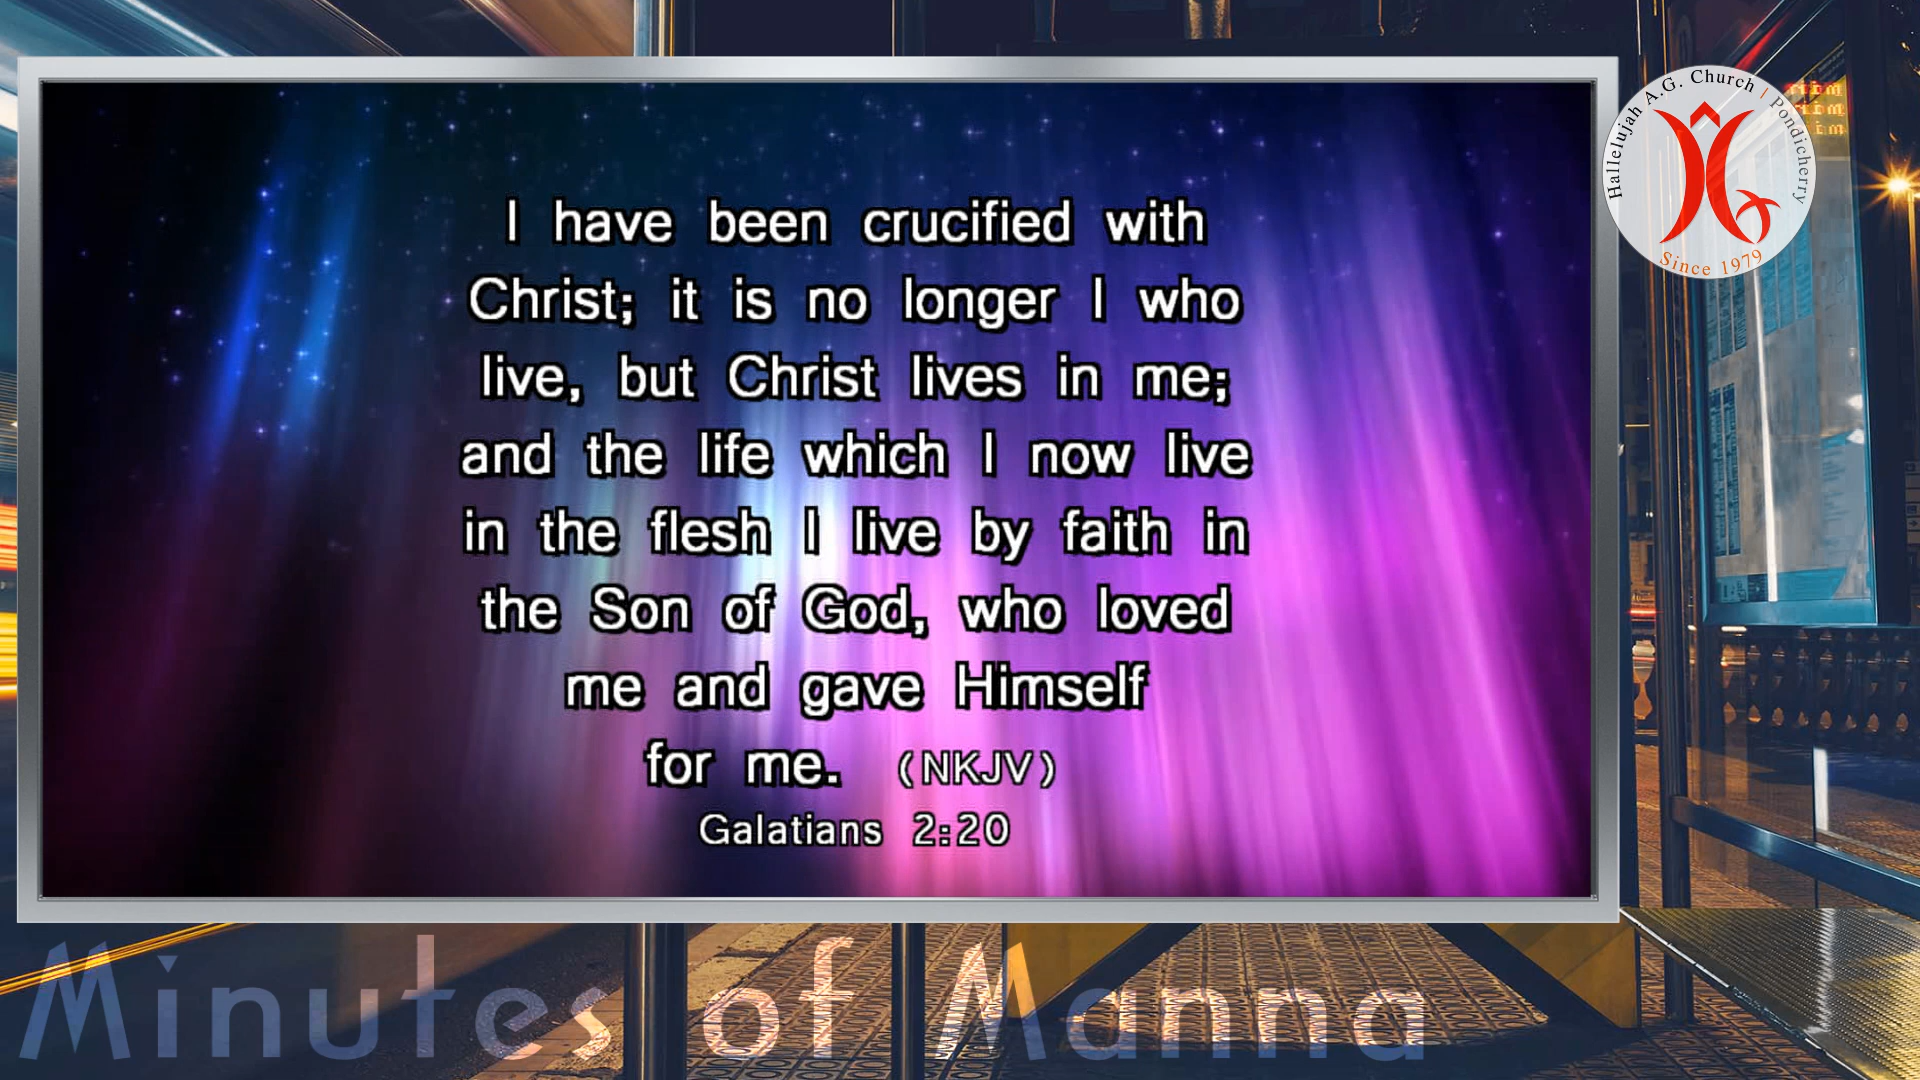 I have been crucified with
Christ; it is no longer I who
live, but Christ lives in me;
and the life which I now live
in the flesh I live by faith in
the Son of God, who loved
me and gave Himself
for me. (NKJV)
Galatians 2:20
Hallelujah A.G. Church | Pondicherry
Since 1979
Minutes of Manna